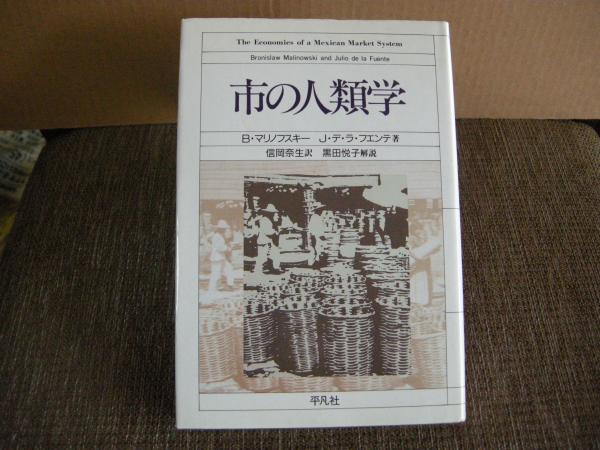 The Economics of a Mexican Market System
Bronislaw Malinowski and Julio de la Fuente
市の人類学
B・マリノフスキー　J・デ・ラ・フエンテ著
信岡奈生訳　黒田悦子解説
平凡社